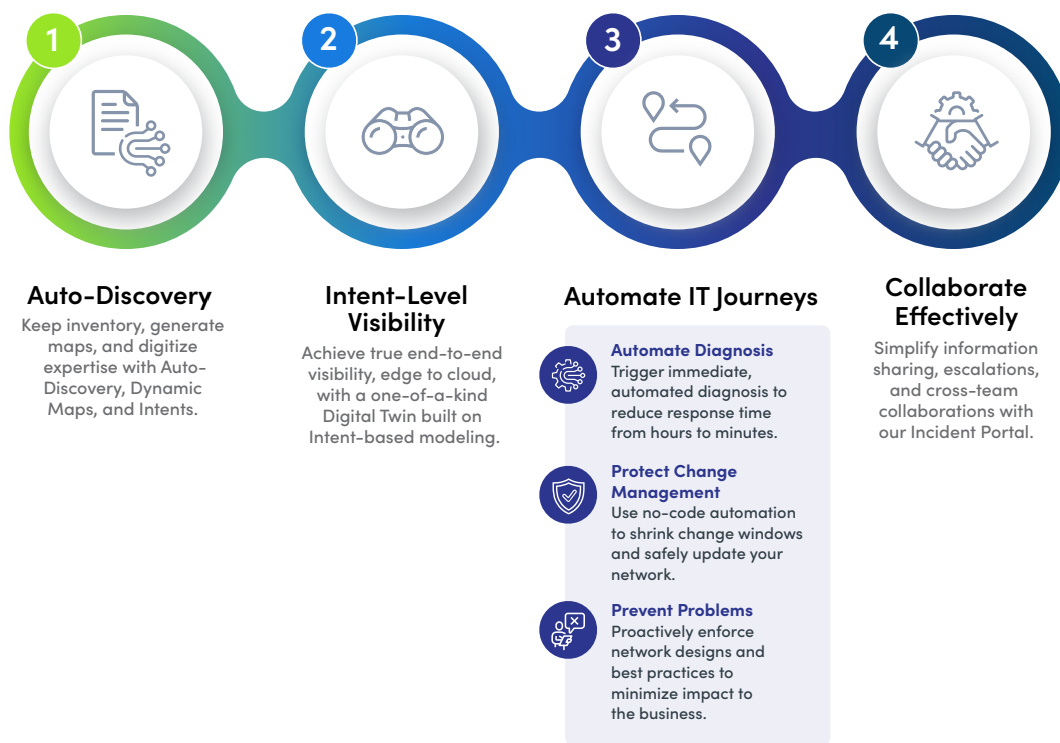 1
2
3
4
Auto-Discovery
Keep inventory, generate
maps, and digitize
expertise with Auto-
Discovery, Dynamic
Maps, and Intents.
Intent-Level
Visibility
Achieve true end-to-end
visibility, edge to cloud,
with a one-of-a-kind
Digital Twin built on
Intent-based modeling.
Automate IT Journeys
Automate Diagnosis
Trigger immediate,
automated diagnosis to
reduce response time
from hours to minutes.
Protect Change
Management
Use no-code automation
to shrink change windows
and safely update your
network.
Prevent Problems
Proactively enforce
network designs and
best practices to
minimize impact to
the business.
Collaborate
Effectively
Simplify information
sharing, escalations,
and cross-team
collaborations with
our Incident Portal.